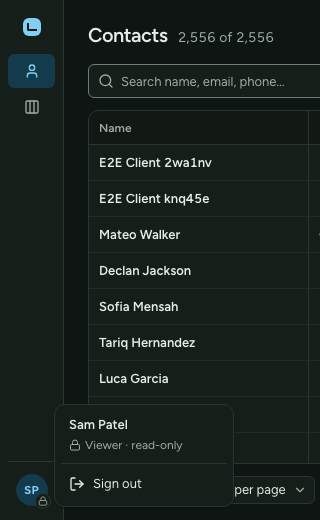 Contacts 2,556 of 2,556
Search name, email, phone...
Name
E2E Client 2wa1nv
E2E Client knq45e
Mateo Walker
Declan Jackson
Sofia Mensah
Tariq Hernandez
Luca Garcia
Sam Patel
Viewer · read-only
Sign out
SP
per page